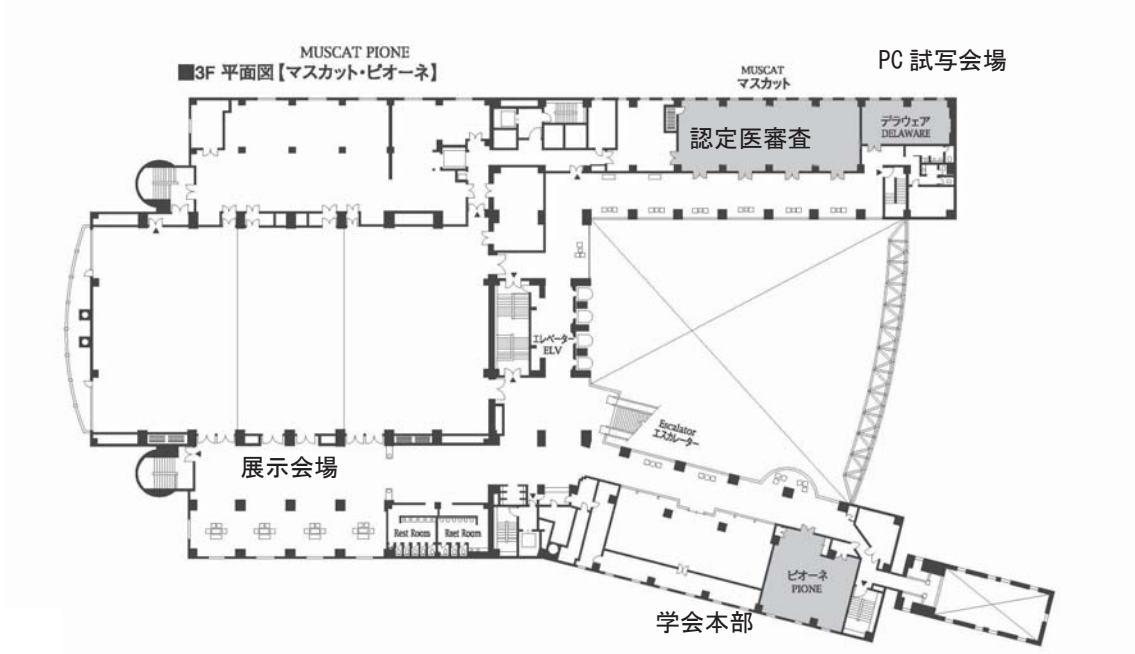 MUSCAT PIONE
■3F 平面図【マスカット・ピオーネ】
PC 試写会場
MUSCAT
マスカット
認定医審査
デラウェア
DELAWARE
エレベーター
ELV
Escalator
エスカレーター
展示会場
Rest Room
Rset Room
ピオーネ
PIONE
学会本部